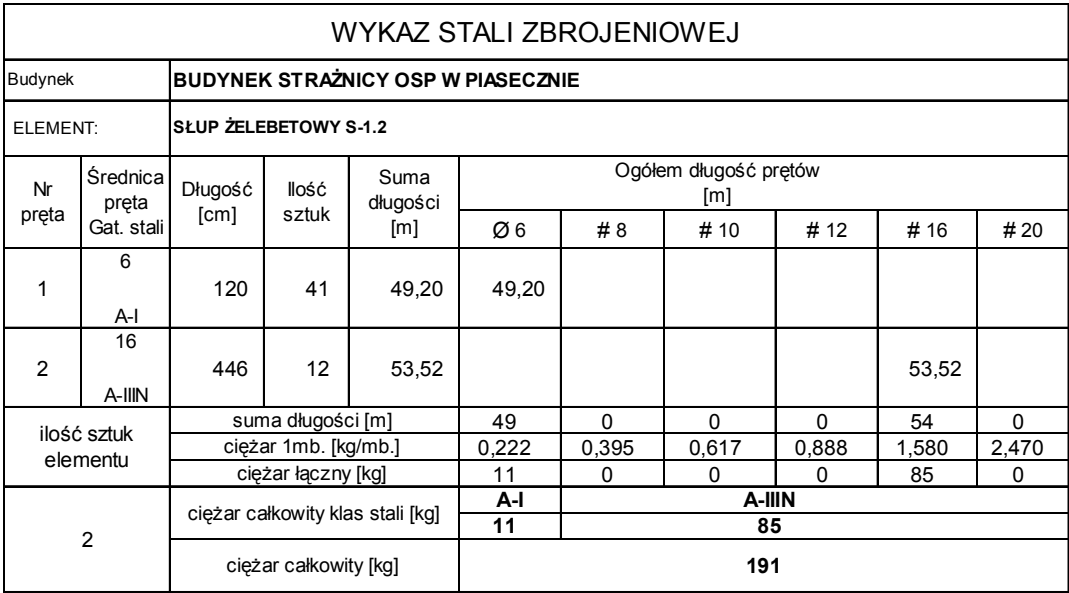 WYKAZ STALI ZBROJENIOWEJ
Budynek BUDYNEK STRAŻNICY OSP W PIASECZNIE
ELEMENT: SŁUP ŻELEBETOWY S-1.2
Nr pręta Średnica pręta Gat. stali Długość [cm] Ilość sztuk Suma długości [m] Ogółem długość prętów [m]
Ø 6 # 8 # 10 # 12 # 16 # 20
1 6 A-I 120 41 49,20 49,20
2 16 A-IIIN 446 12 53,52 53,52
ilość sztuk elementu
suma długości [m] 49 0 0 0 54 0
ciężar 1mb. [kg/mb.] 0,222 0,395 0,617 0,888 1,580 2,470
ciężar łączny [kg] 11 0 0 0 85 0
2
ciężar całkowity klas stali [kg] A-I A-IIIN
11 85
ciężar całkowity [kg] 191